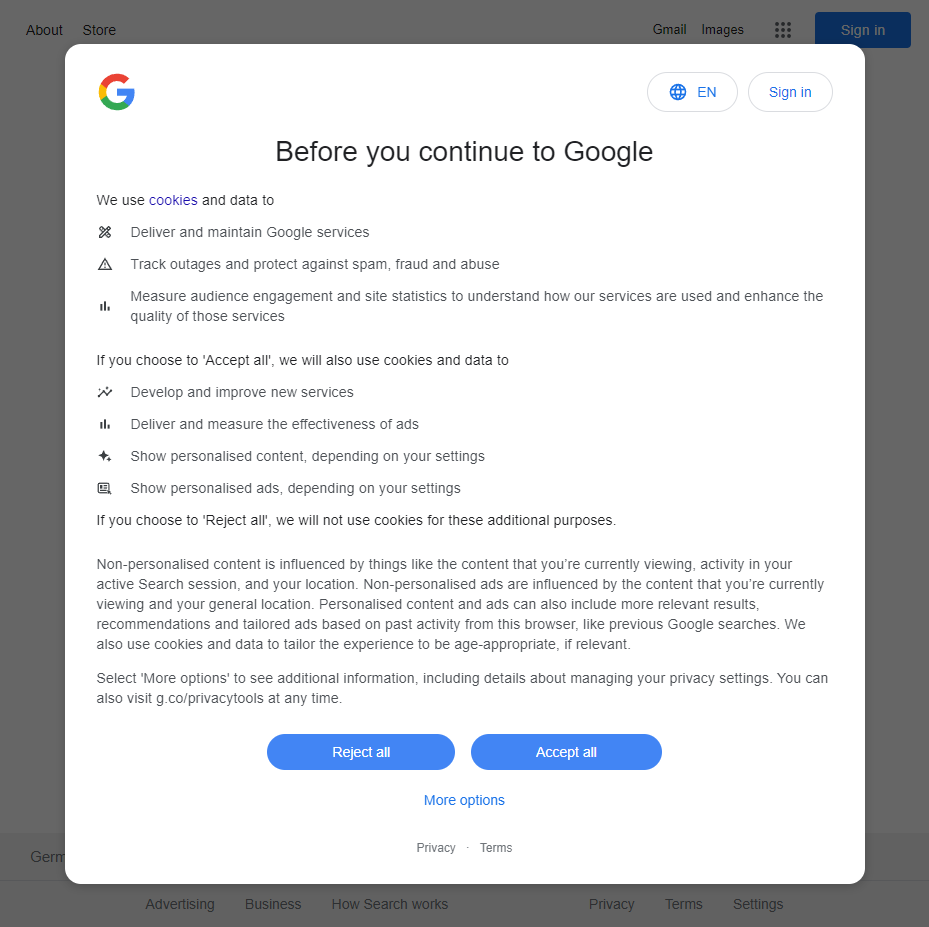 About Store Gmail Images Sign in
EN Sign in
Before you continue to Google
We use cookies and data to
Deliver and maintain Google services
Track outages and protect against spam, fraud and abuse
Measure audience engagement and site statistics to understand how our services are used and enhance the
quality of those services
If you choose to 'Accept all', we will also use cookies and data to
Develop and improve new services
Deliver and measure the effectiveness of ads
Show personalised content, depending on your settings
Show personalised ads, depending on your settings
If you choose to 'Reject all', we will not use cookies for these additional purposes.
Non-personalised content is influenced by things like the content that you’re currently viewing, activity in your
active Search session, and your location. Non-personalised ads are influenced by the content that you’re currently
viewing and your general location. Personalised content and ads can also include more relevant results,
recommendations and tailored ads based on past activity from this browser, like previous Google searches. We
also use cookies and data to tailor the experience to be age-appropriate, if relevant.
Select 'More options' to see additional information, including details about managing your privacy settings. You can
also visit g.co/privacytools at any time.
Reject all Accept all
More options
Privacy · Terms
Germ
Advertising Business How Search works Privacy Terms Settings